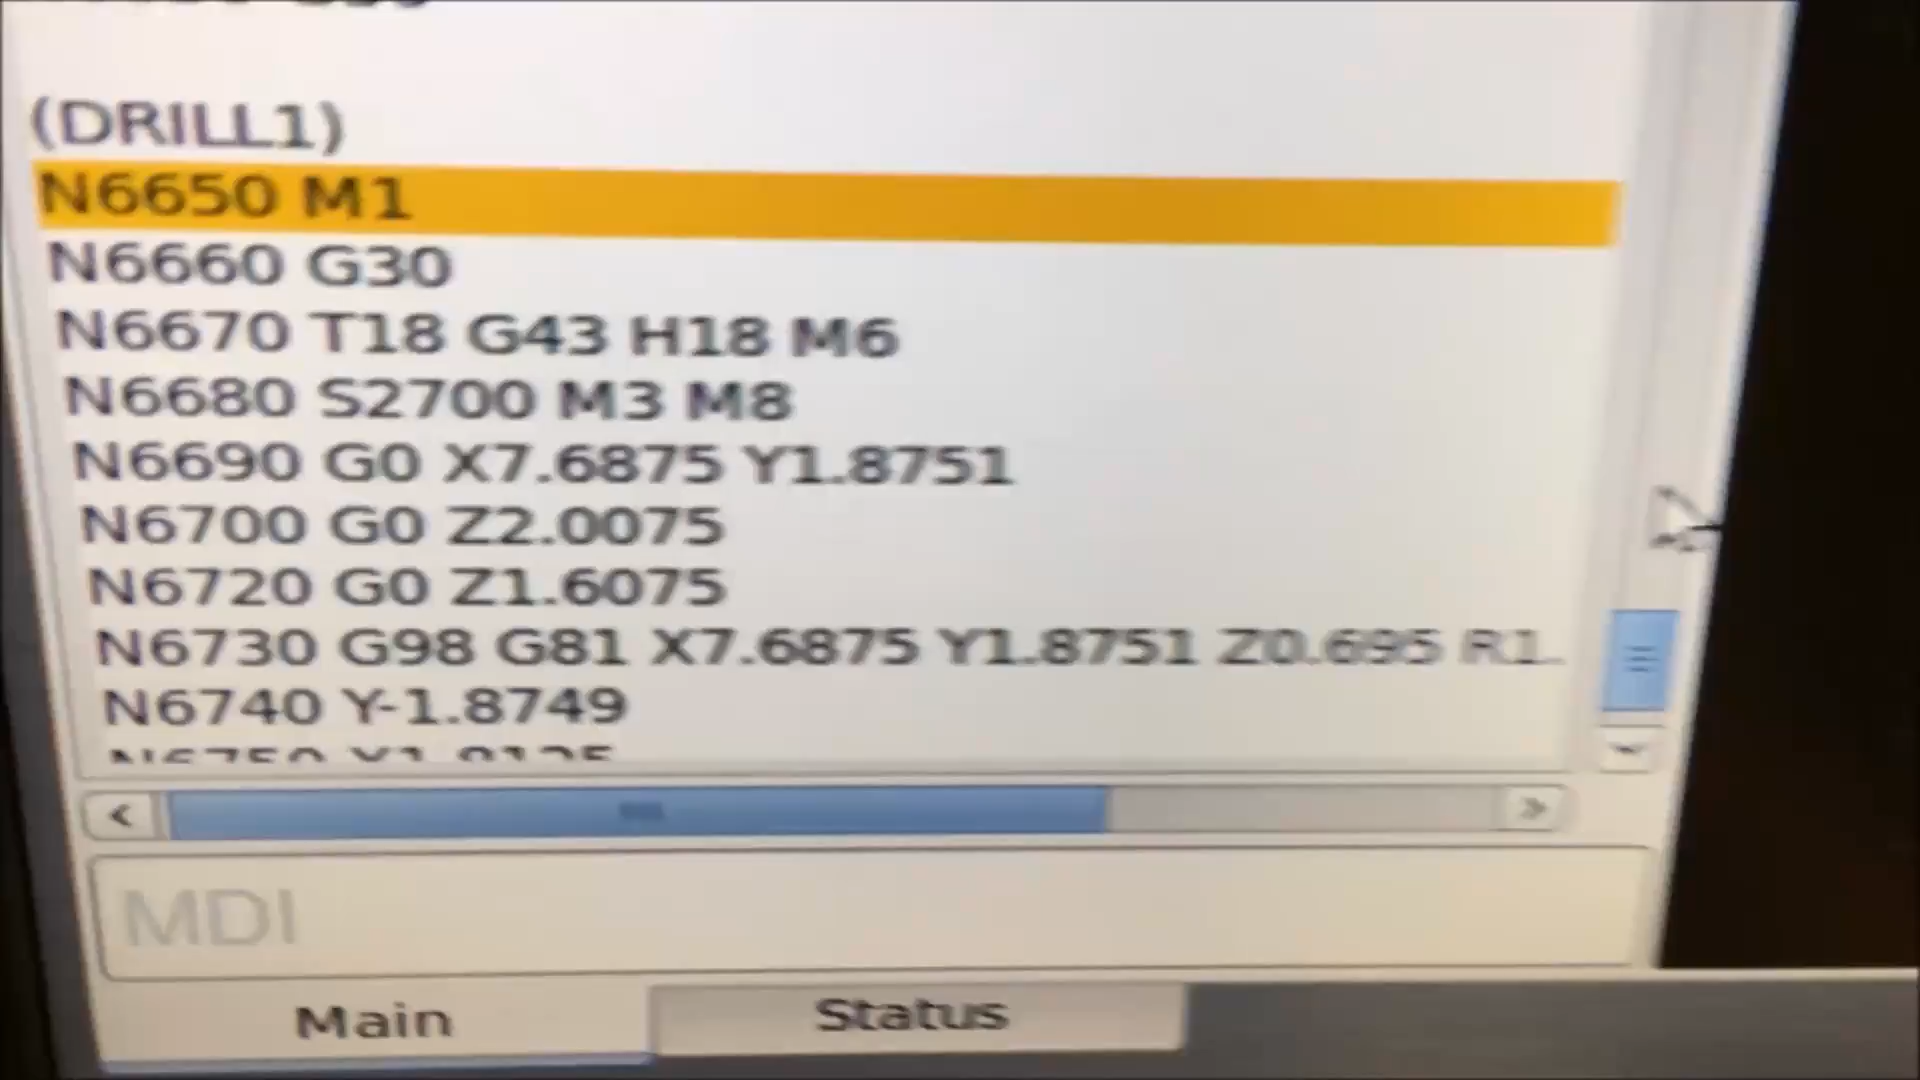 (DRILL1)
N6650 M1
N6660 G30
N6670 T18 G43 H18 M6
N6680 S2700 M3 M8
N6690 G0 X7.6875 Y1.8751
N6700 G0 Z2.0075
N6720 G0 Z1.6075
N6730 G98 G81 X7.6875 Y1.8751 Z0.695 R1.
N6740 Y-1.8749
MDI
Main
Status